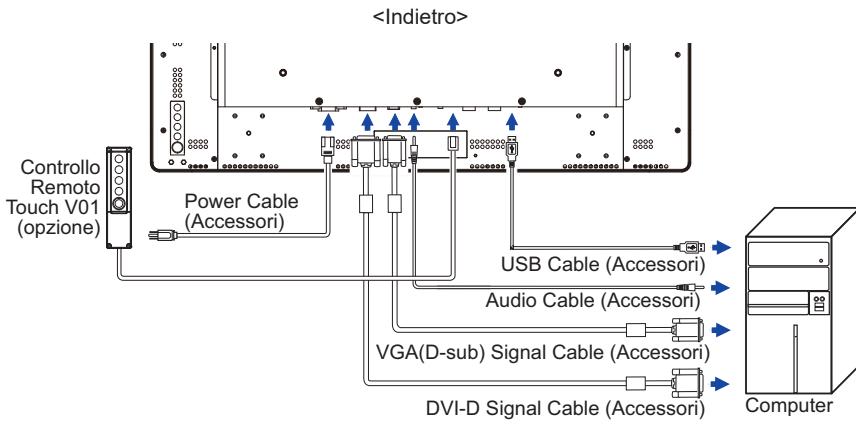 <Indietro>
Controllo
Remoto
Touch V01
(opzione)
Power Cable
(Accessori)
USB Cable (Accessori)
Audio Cable (Accessori)
VGA(D-sub) Signal Cable (Accessori)
DVI-D Signal Cable (Accessori)
Computer